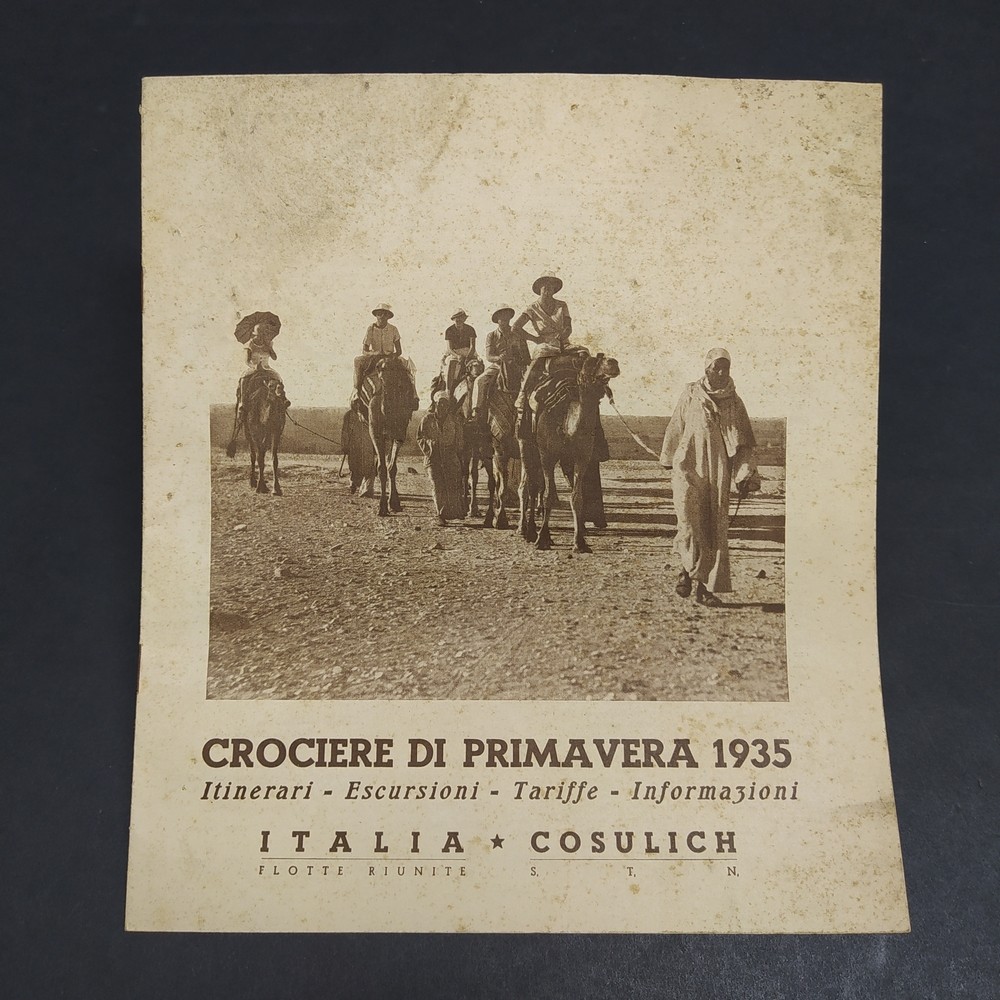 CROCIERE DI PRIMAVERA 1935
Itinerari - Escursioni - Tariffe - Informazioni
ITALIA ★ COSULICH
FLOTTE RIUNITE S. T. N.